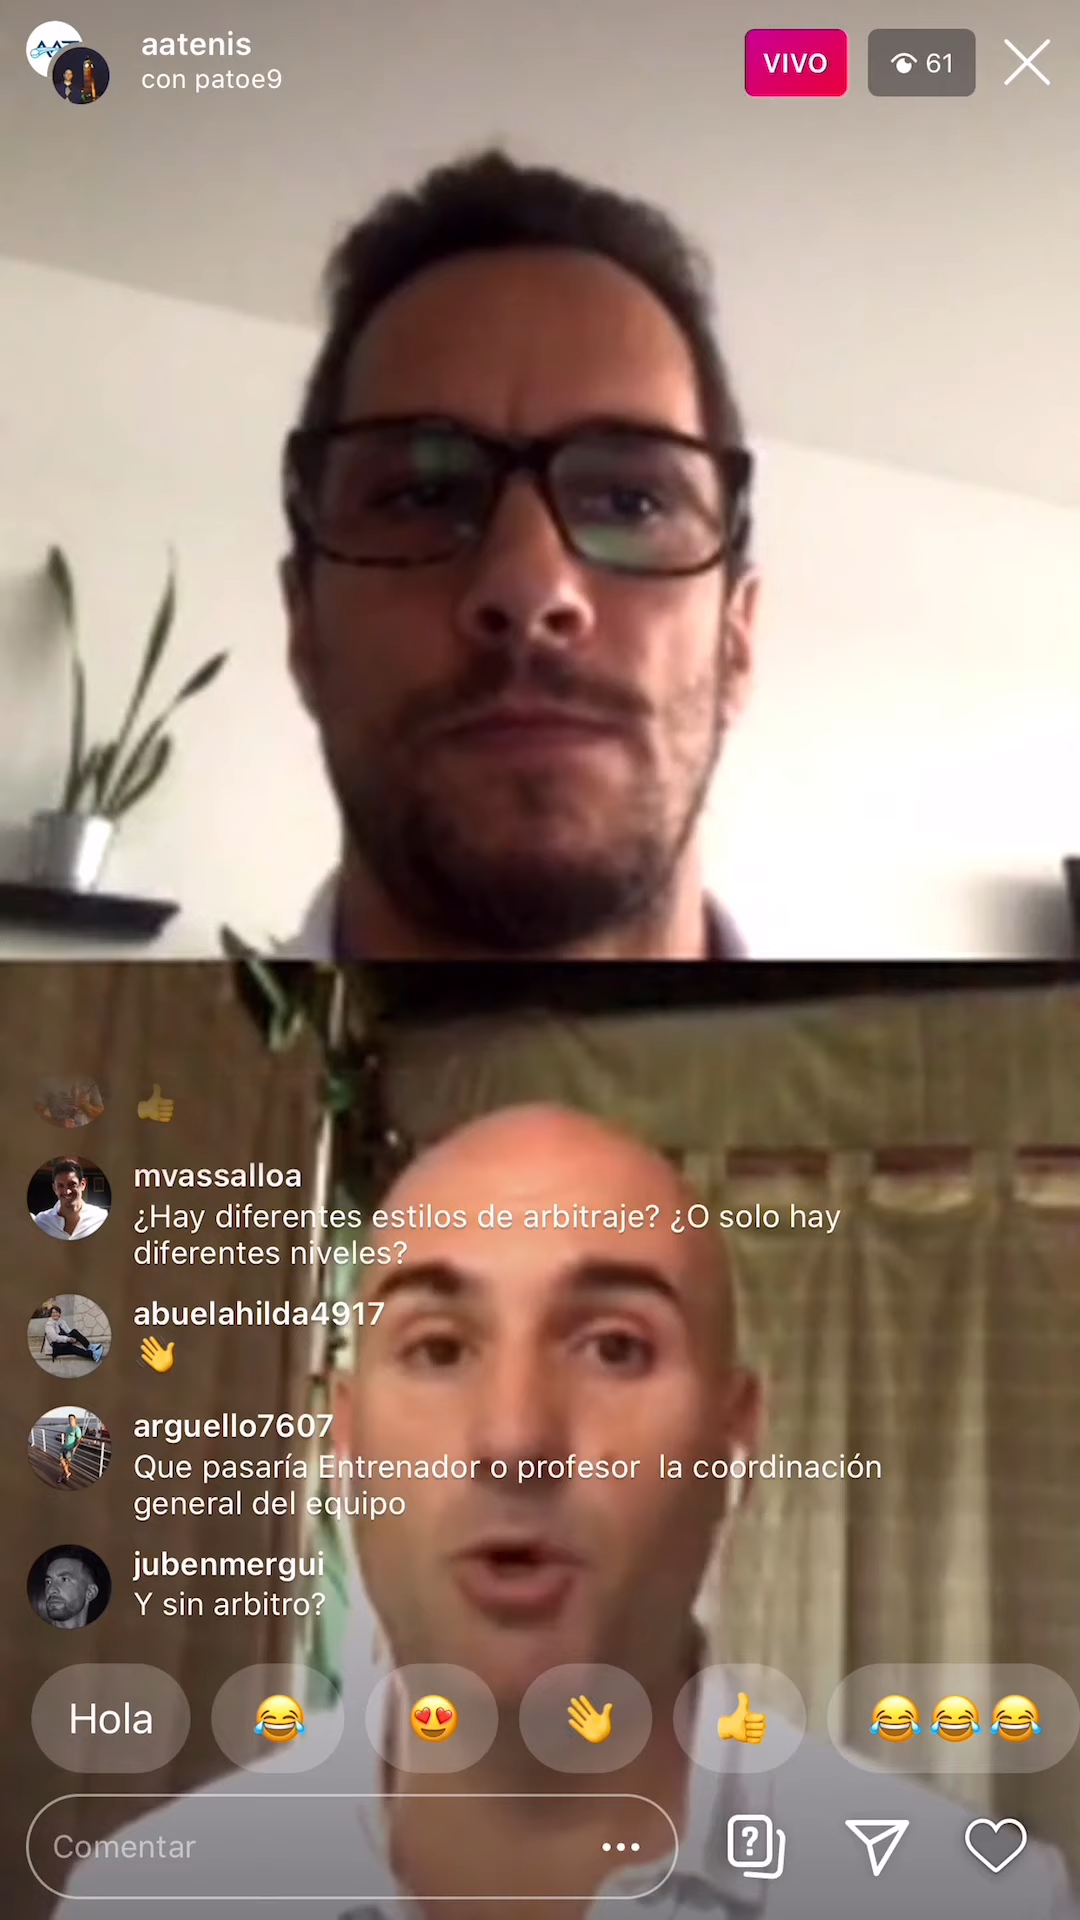 aatenis
con patoe9
VIVO
61
mvassalloa
¿Hay diferentes estilos de arbitraje? ¿O solo hay
diferentes niveles?
abuelahilda4917
arguello7607
Que pasaría Entrenador o profesor  la coordinación
general del equipo
jubenmergui
Y sin arbitro?
Hola
Comentar